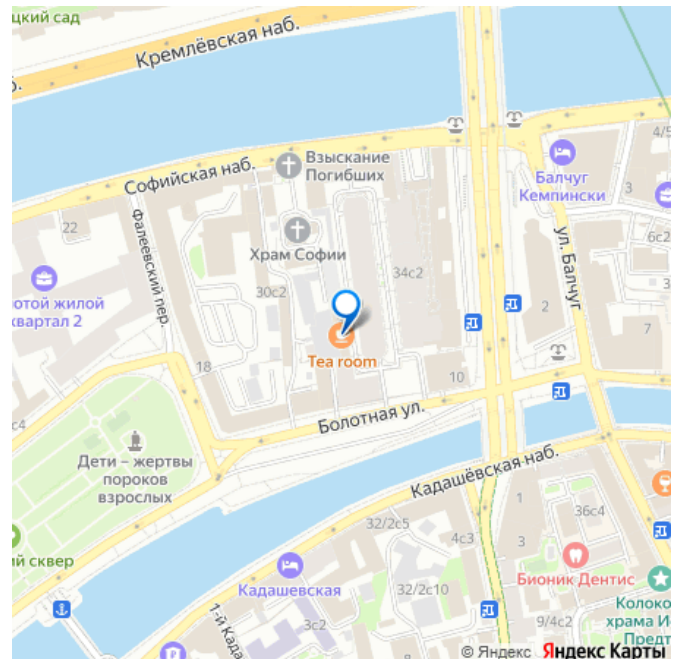 цкий сад
Кремлёвская наб.
б.
Взыскание
Погибших
Софийская наб.
4/5
Балчуг
Кемпински
3
6с2
22
Фалеевский пер.
Храм Софии
ул. Балчуг
34с2
30с2
отой жилой
квартал 2
2
7
Tea room
18
10
Болотная ул.
с4
Дети – жертвы
пороков
взрослых
Кадашёвская наб.
ий сквер
32/2с5
4с3
1
36с4
3
Бионик Дентис
Кадашевская
32/2с10
1-й Када
3с2
9/4с2
Колоко
храма И
Предт
© Яндекс Яндекс Карты